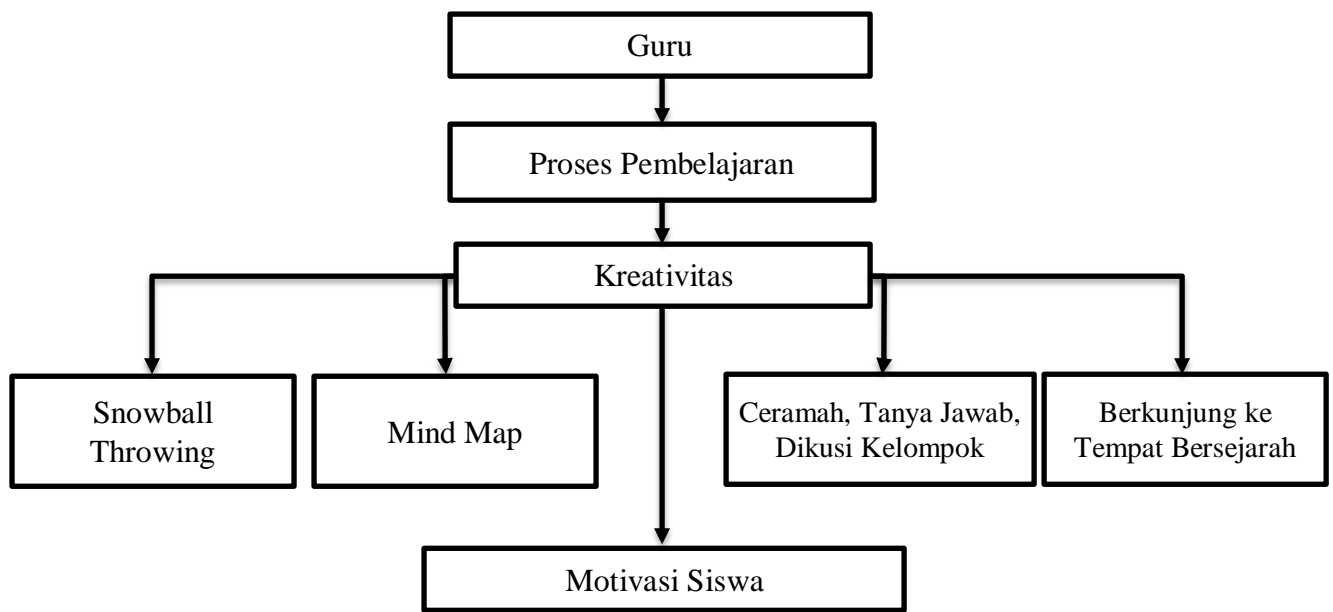 Guru
Proses Pembelajaran
Kreativitas
Snowball
Throwing
Mind Map
Ceramah, Tanya Jawab,
Dikusi Kelompok
Berkunjung ke
Tempat Bersejarah
Motivasi Siswa